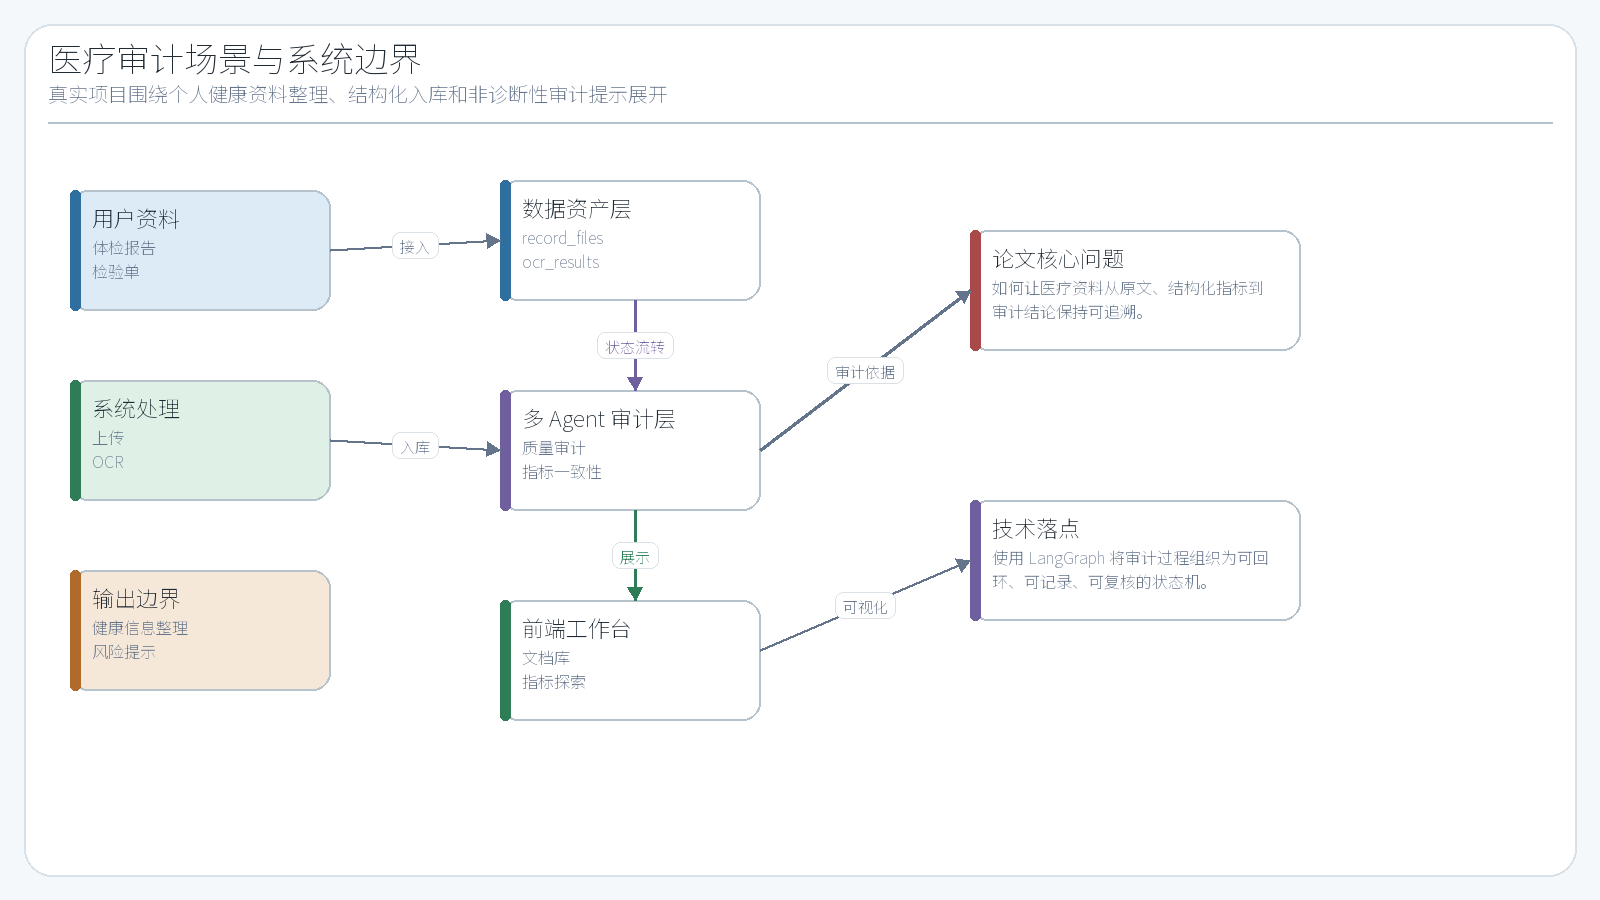 医疗审计场景与系统边界
真实项目围绕个人健康资料整理、结构化入库和非诊断性审计提示展开
用户资料
体检报告
检验单
接入
数据资产层
record_files
ocr_results
状态流转
论文核心问题
如何让医疗资料从原文、结构化指标到
审计结论保持可追溯。
审计依据
系统处理
上传
OCR
入库
多 Agent 审计层
质量审计
指标一致性
展示
技术落点
使用 LangGraph 将审计过程组织为可回
环、可记录、可复核的状态机。
可视化
输出边界
健康信息整理
风险提示
前端工作台
文档库
指标探索